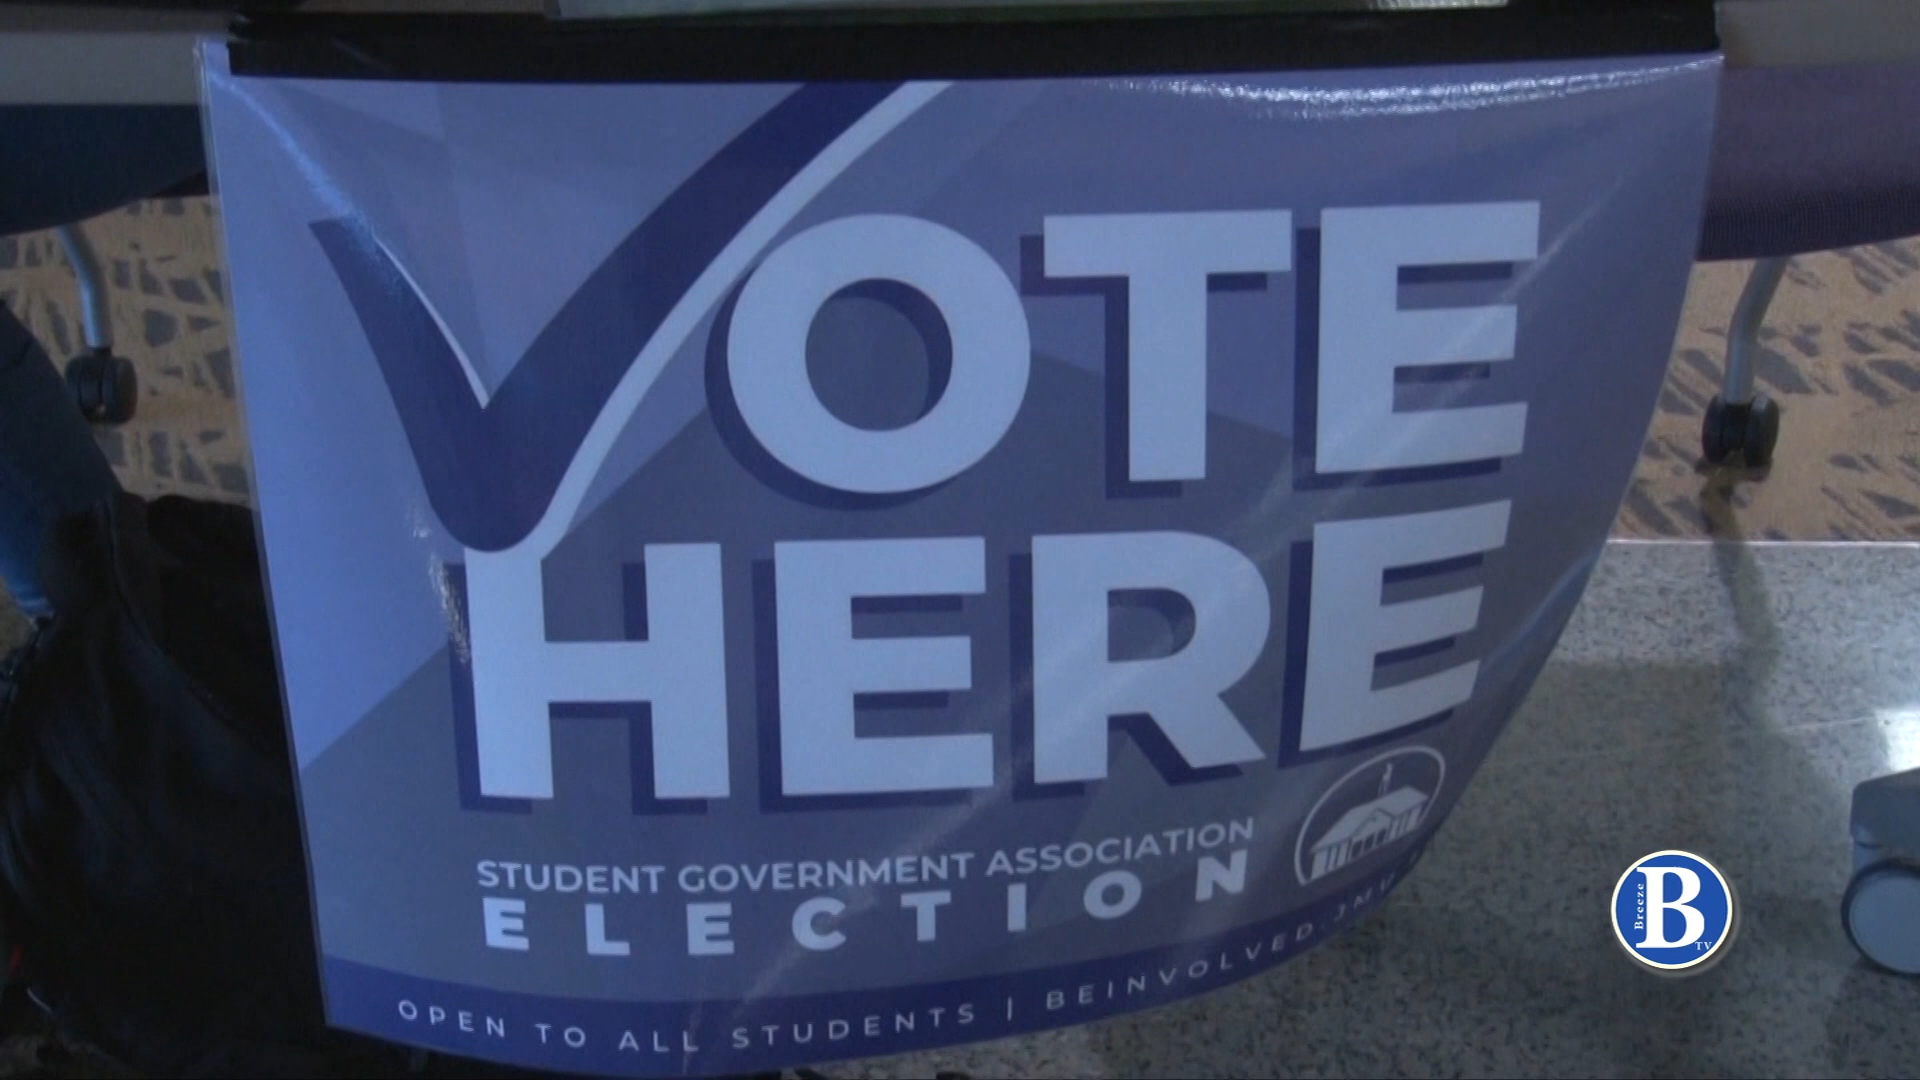 VOTE
HERE
STUDENT GOVERNMENT ASSOCIATION
ELECTION
OPEN TO ALL STUDENTS | BEINVOLVED.JMU
Breeze
B
TV